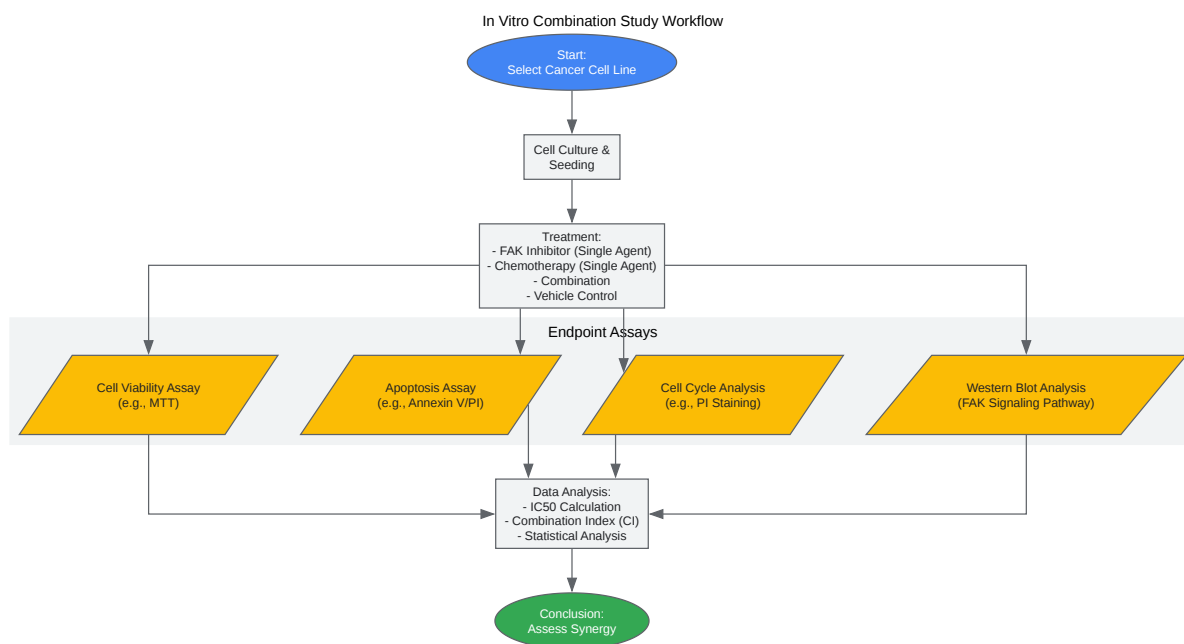 In Vitro Combination Study Workflow
Start:
Select Cancer Cell Line
Cell Culture &
Seeding
Treatment:
- FAK Inhibitor (Single Agent)
- Chemotherapy (Single Agent)
- Combination
- Vehicle Control
Endpoint Assays
Cell Viability Assay
(e.g., MTT)
Apoptosis Assay
(e.g., Annexin V/PI)
Cell Cycle Analysis
(e.g., PI Staining)
Western Blot Analysis
(FAK Signaling Pathway)
Data Analysis:
- IC50 Calculation
- Combination Index (CI)
- Statistical Analysis
Conclusion:
Assess Synergy